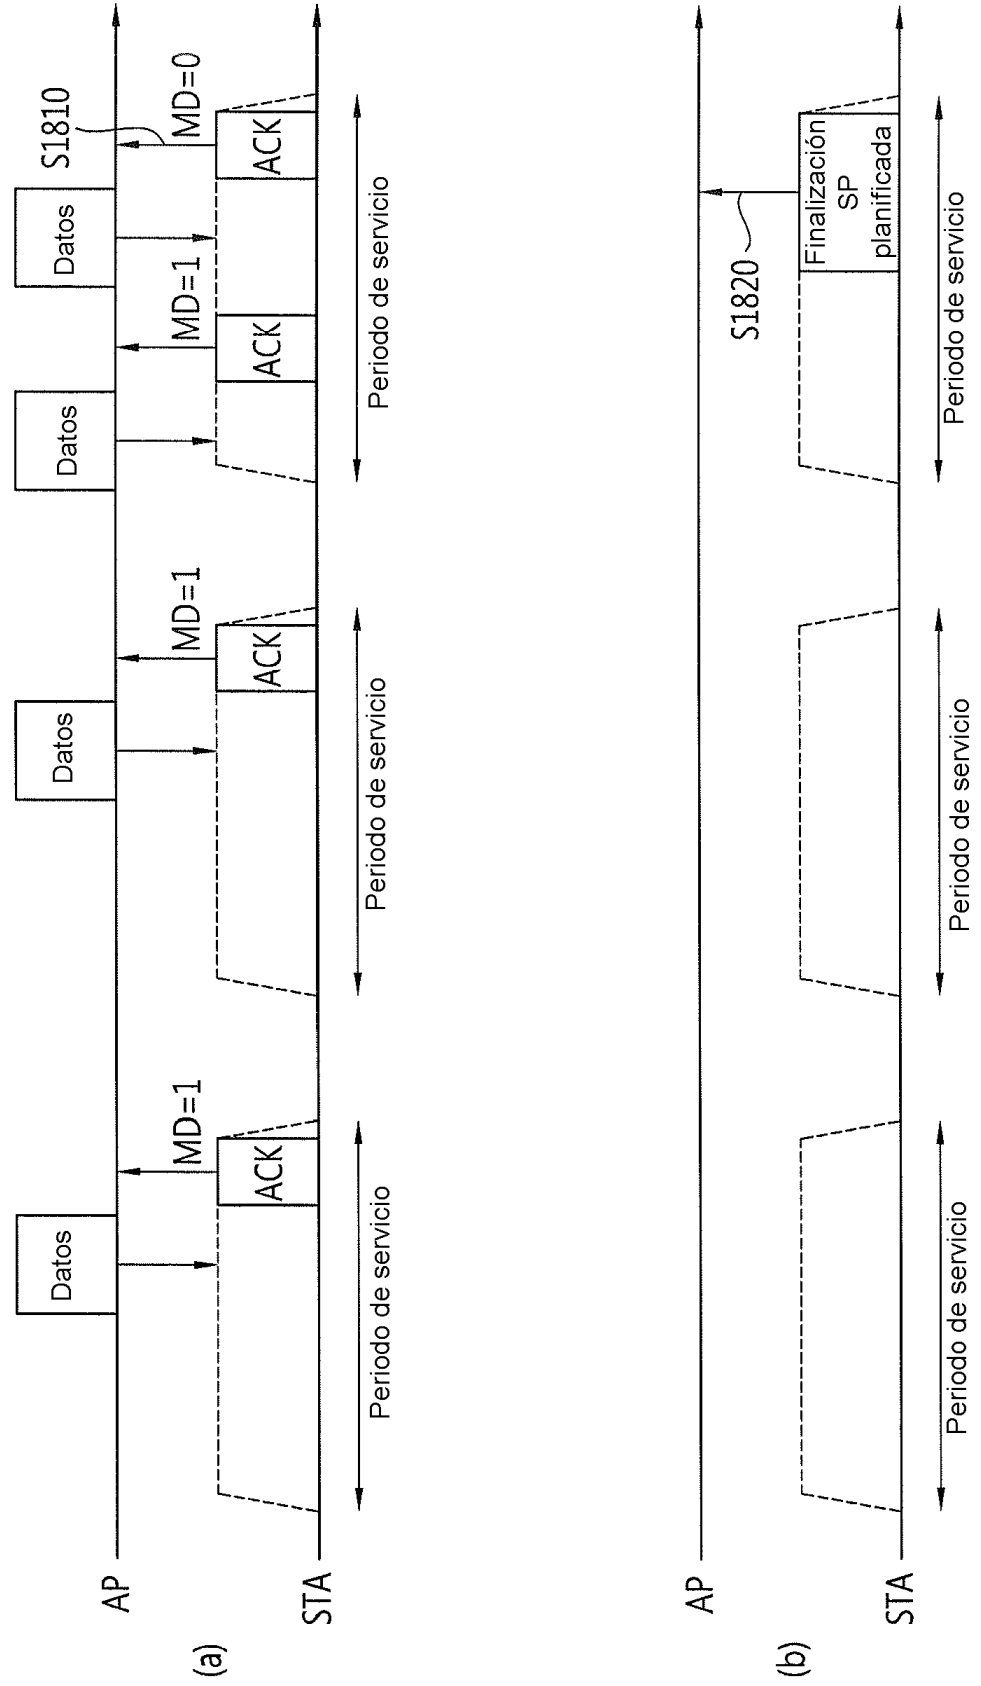 (a)
AP
Datos
Datos
Datos
Datos
S1810
MD=1
MD=1
MD=1
MD=0
ACK
ACK
ACK
ACK
STA
Periodo de servicio
Periodo de servicio
Periodo de servicio
(b)
AP
S1820
Finalización
SP
planificada
STA
Periodo de servicio
Periodo de servicio
Periodo de servicio